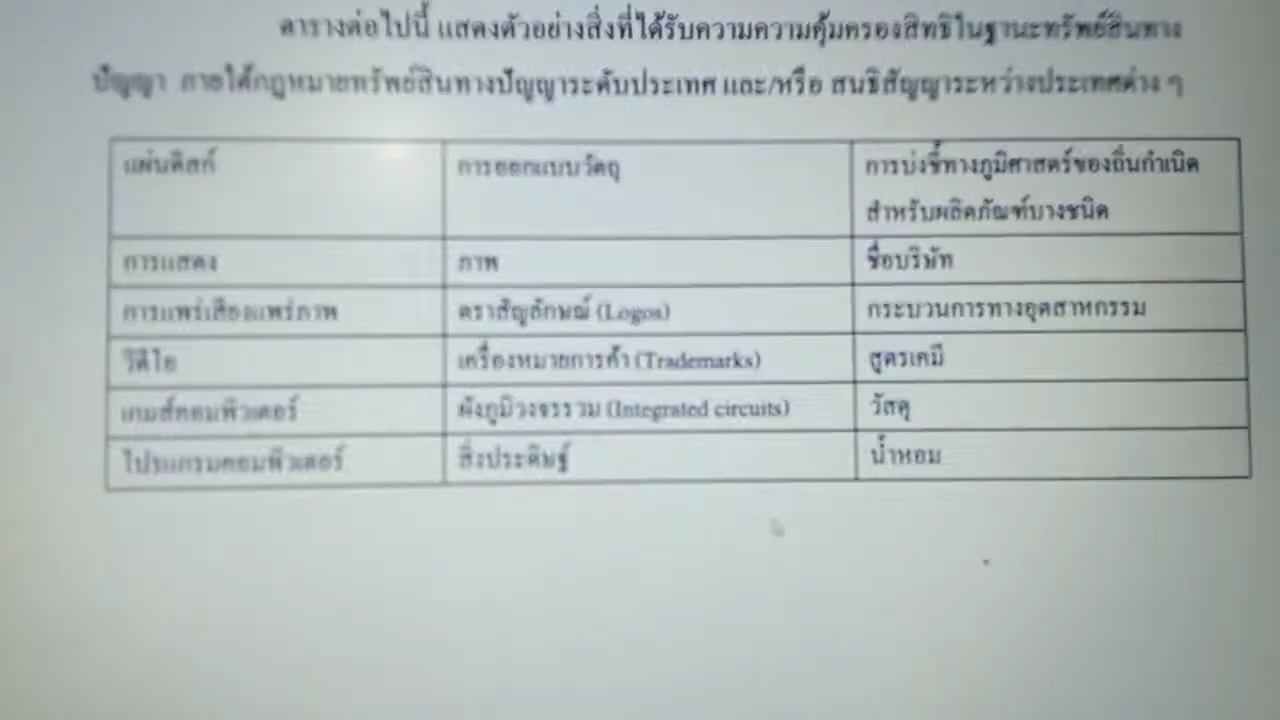 ตารางต่อไปนี้ แสดงตัวอย่างสิ่งที่ได้รับความความคุ้มครองสิทธิในฐานะทรัพย์สินทาง
ปัญญา ภายใต้กฎหมายทรัพย์สินทางปัญญาระดับประเทศ และ/หรือ สนธิสัญญาระหว่างประเทศต่าง ๆ
แผ่นดิสก์ การออกแบบวัตถุ การบ่งชี้ทางภูมิศาสตร์ของถิ่นกำเนิด
สำหรับผลิตภัณฑ์บางชนิด
การแสดง ภาพ ชื่อบริษัท
การแพร่เสียงแพร่ภาพ ตราสัญลักษณ์ (Logos) กระบวนการทางอุตสาหกรรม
วิดีโอ เครื่องหมายการค้า (Trademarks) สูตรเคมี
เกมส์คอมพิวเตอร์ ผังภูมิวงจรรวม (Integrated circuits) วัสดุ
โปรแกรมคอมพิวเตอร์ สิ่งประดิษฐ์ น้ำหอม